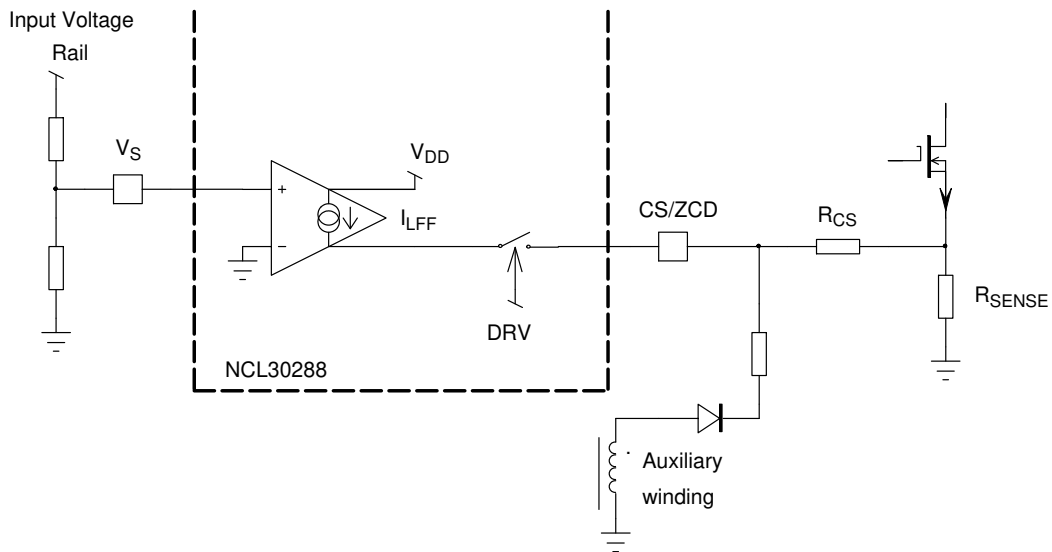 Input Voltage
Rail
V_S
+
−
V_DD
I_LFF
DRV
NCL30288
CS/ZCD
R_CS
R_SENSE
Auxiliary
winding